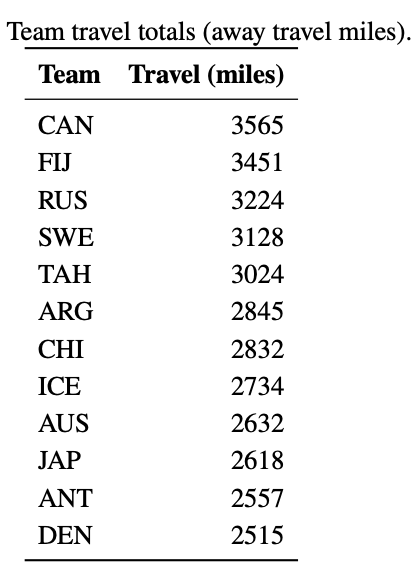 Team travel totals (away travel miles).
Team Travel (miles)
CAN 3565
FIJ 3451
RUS 3224
SWE 3128
TAH 3024
ARG 2845
CHI 2832
ICE 2734
AUS 2632
JAP 2618
ANT 2557
DEN 2515